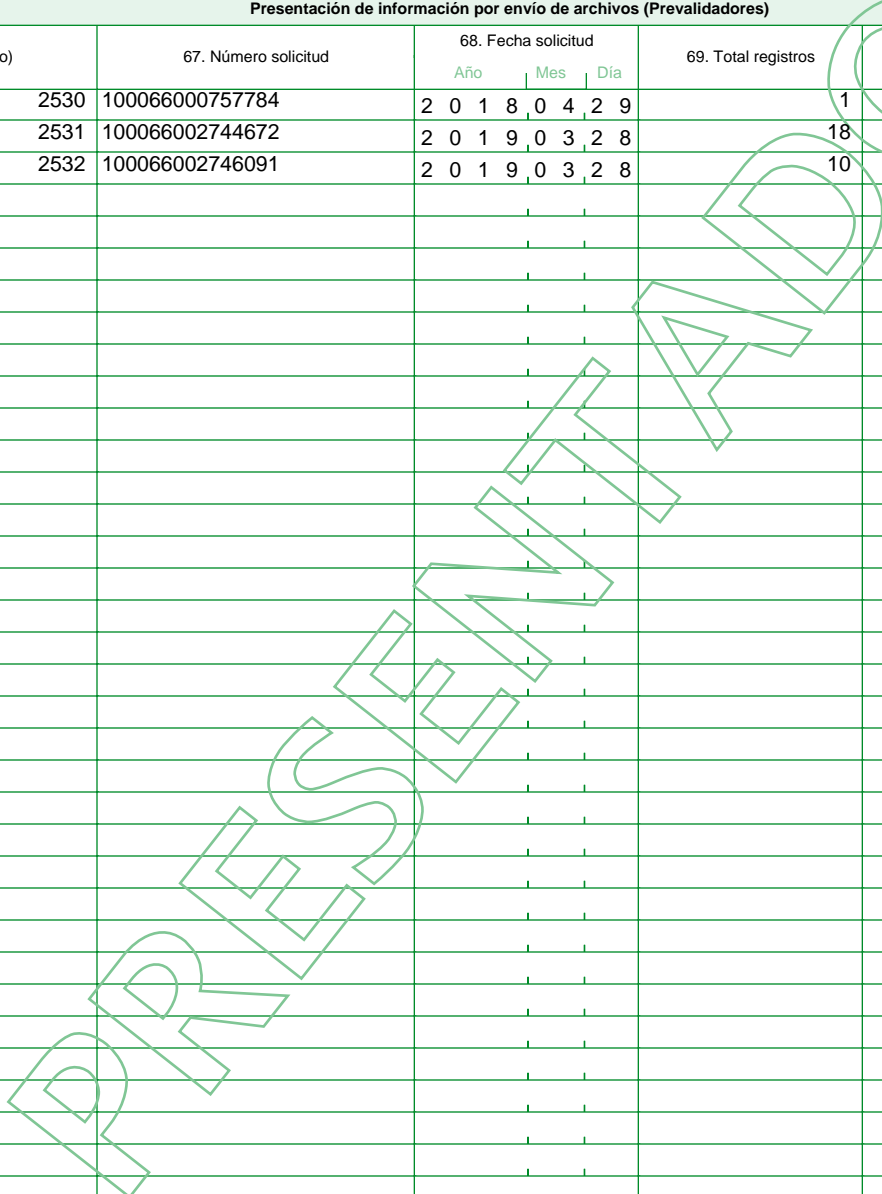 Presentación de información por envío de archivos (Prevalidadores)
o) 67. Número solicitud 68. Fecha solicitud 69. Total registros
Año Mes Día
2530 100066000757784 2 0 1 8 0 4 2 9 1
2531 100066002744672 2 0 1 9 0 3 2 8 18
2532 100066002746091 2 0 1 9 0 3 2 8 10
PRESENTADO